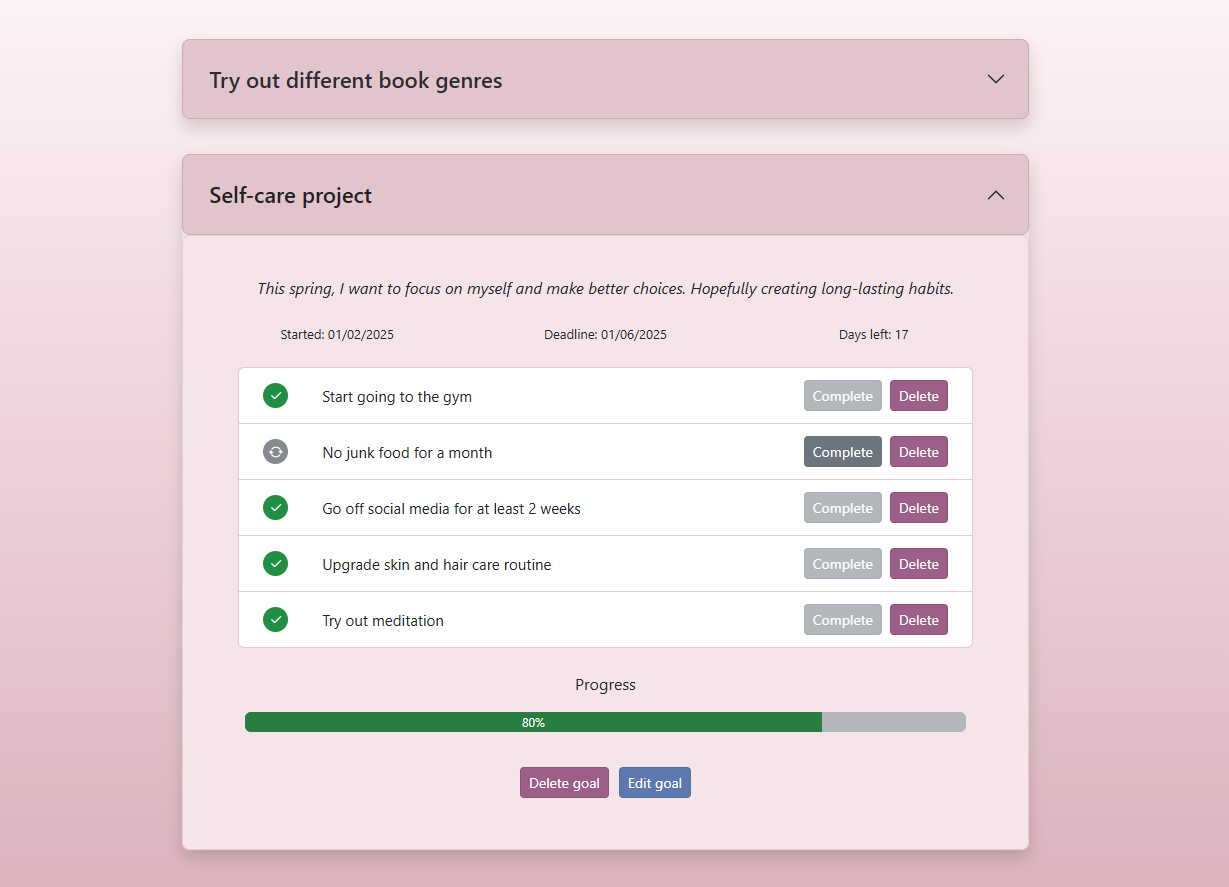 Try out different book genres
Self-care project
This spring, I want to focus on myself and make better choices. Hopefully creating long-lasting habits.
Started: 01/02/2025 Deadline: 01/06/2025 Days left: 17
Start going to the gym Complete Delete
No junk food for a month Complete Delete
Go off social media for at least 2 weeks Complete Delete
Upgrade skin and hair care routine Complete Delete
Try out meditation Complete Delete
Progress
80%
Delete goal Edit goal